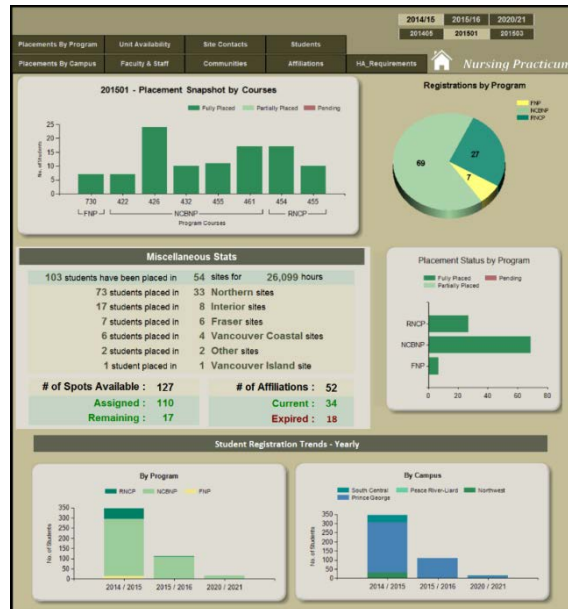 2014/15 2015/16 2020/21
201405 201501 201503
Placements By Program Unit Availability Site Contacts Students
Placements By Campus Faculty & Staff Communities Affiliations HA_Requirements Nursing Practicum
201501 - Placement Snapshot by Courses
Fully Placed Partially Placed Pending
No. of Students
25
20
15
10
5
0
730 422 426 432 455 461 454 455
FNP NCBNP RNCP
Program Courses
Registrations by Program
FNP
NCBNP
RNCP
69
27
7
Miscellaneous Stats
103 students have been placed in 54 sites for 26,099 hours
73 students placed in 33 Northern sites
17 students placed in 8 Interior sites
7 students placed in 6 Fraser sites
6 students placed in 4 Vancouver Coastal sites
2 students placed in 2 Other sites
1 student placed in 1 Vancouver Island site
# of Spots Available : 127
Assigned : 110
Remaining : 17
# of Affiliations : 52
Current : 34
Expired : 18
Placement Status by Program
Fully Placed Pending
Partially Placed
RNCP
NCBNP
FNP
0 20 40 60 80
Student Registration Trends - Yearly
By Program
RNCP NCBNP FNP
No. of Students
350
300
250
200
150
100
50
0
2014 / 2015 2015 / 2016 2020 / 2021
By Campus
South Central Peace River-Liard Northwest
Prince George
No. of Students
350
300
250
200
150
100
50
0
2014 / 2015 2015 / 2016 2020 / 2021